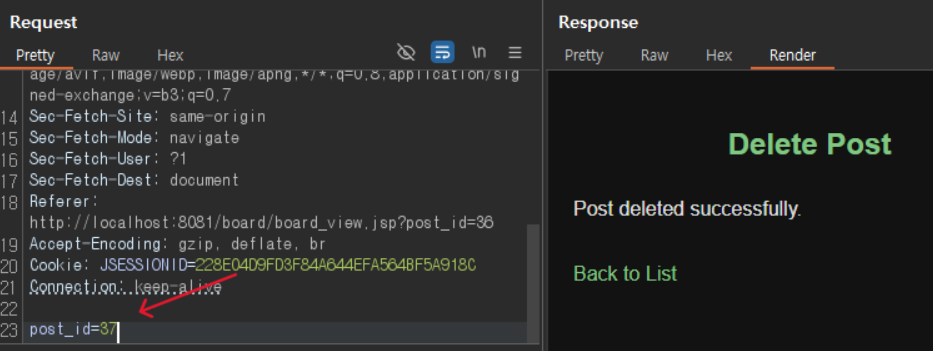 Request
Pretty Raw Hex
\n
age/avif,image/webp,image/apng,*/*;q=0.8,application/sig
ned-exchange;v=b3;q=0.7
14 Sec-Fetch-Site: same-origin
15 Sec-Fetch-Mode: navigate
16 Sec-Fetch-User: ?1
17 Sec-Fetch-Dest: document
18 Referer:
http://localhost:8081/board/board_view.jsp?post_id=36
19 Accept-Encoding: gzip, deflate, br
20 Cookie: JSESSIONID=228E04D9FD3F84A644EFA564BF5A918C
21 Connection: keep-alive
22
23 post_id=37
Response
Pretty Raw Hex Render
Delete Post
Post deleted successfully.
Back to List